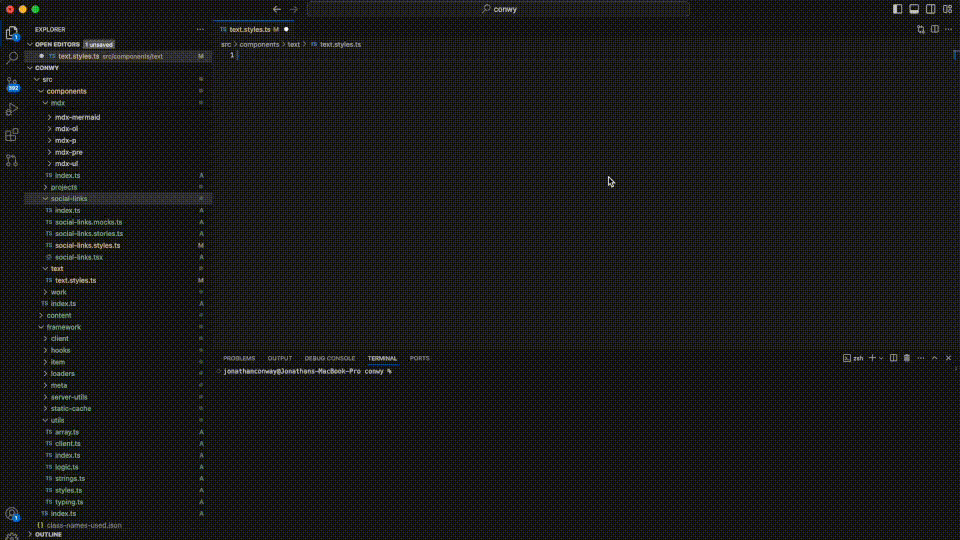 conwy
EXPLORER
OPEN EDITORS 1 unsaved
TS text.styles.ts src/components/text M
CONWY
src
components
mdx
mdx-mermaid
mdx-ol
mdx-p
mdx-pre
mdx-ul
TS index.ts A
projects
social-links
TS index.ts A
TS social-links.mocks.ts A
TS social-links.stories.ts A
TS social-links.styles.ts M
social-links.tsx A
text
TS text.styles.ts M
work
TS index.ts A
content
framework
client
hooks
item
loaders
meta
server-utils
static-cache
utils
TS array.ts A
TS client.ts A
TS index.ts A
TS logic.ts A
TS strings.ts A
TS styles.ts A
TS typing.ts A
TS index.ts A
{} class-names-used.json
OUTLINE
1
392
1
TS text.styles.ts M
src > components > text > TS text.styles.ts
1
PROBLEMS OUTPUT DEBUG CONSOLE TERMINAL PORTS
zsh
jonathanconway@Jonathans-MacBook-Pro conwy %